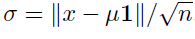 σ = ‖x − μ1‖/√n